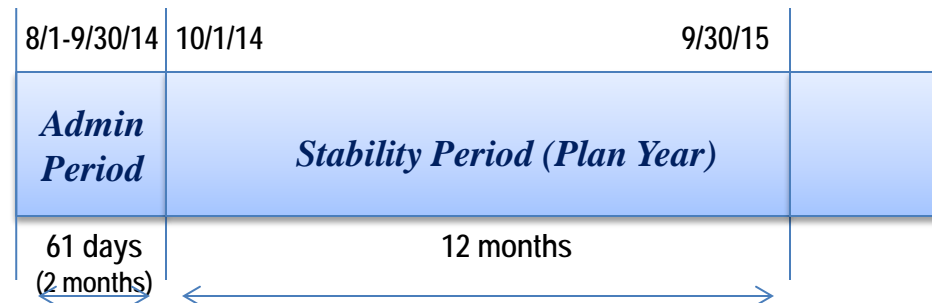 8/1-9/30/14 10/1/14 9/30/15
Admin
Period
Stability Period (Plan Year)
61 days
(2 months)
12 months